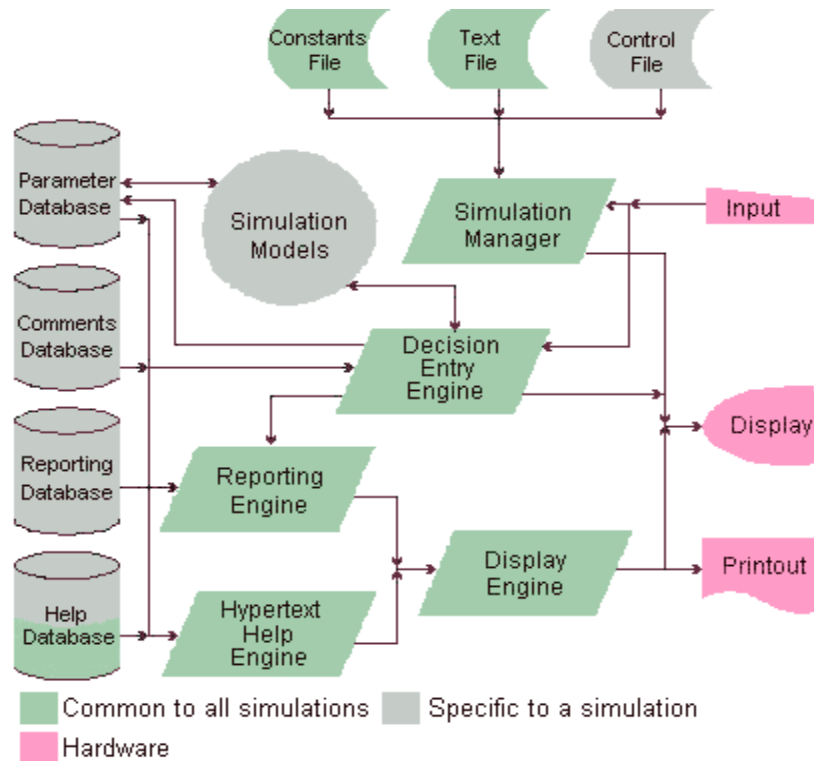 Constants
File
Text
File
Control
File
Parameter
Database
Simulation
Models
Simulation
Manager
Input
Comments
Database
Decision
Entry
Engine
Display
Reporting
Database
Reporting
Engine
Display
Engine
Printout
Help
Database
Hypertext
Help
Engine
Common to all simulations
Specific to a simulation
Hardware